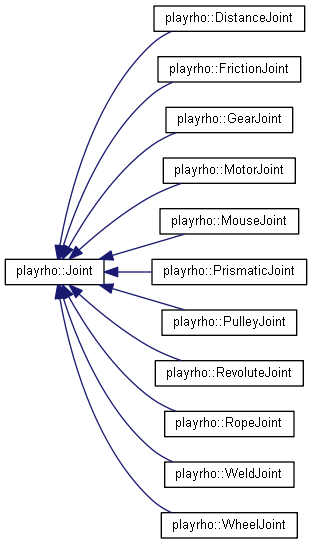 playrho::DistanceJoint
playrho::FrictionJoint
playrho::GearJoint
playrho::MotorJoint
playrho::MouseJoint
playrho::Joint
playrho::PrismaticJoint
playrho::PulleyJoint
playrho::RevoluteJoint
playrho::RopeJoint
playrho::WeldJoint
playrho::WheelJoint